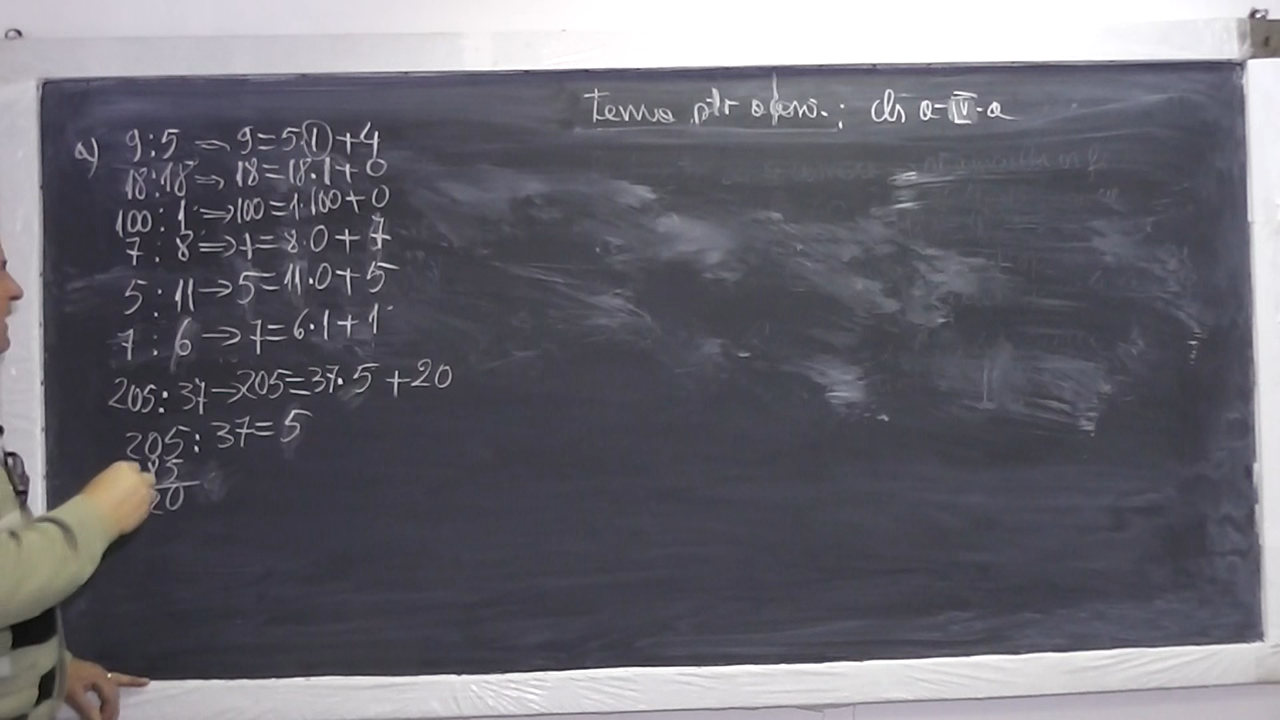 Tema ptr afon.: cls a-IV-a
a) 9:5 → 9=5·1+4
18:18 → 18=18·1+0
100:1 → 100=1·100+0
7:8 → 7=8·0+7
5:11 → 5=11·0+5
7:6 → 7=6·1+1
205:37 → 205=37·5+20
205:37=5
85
20